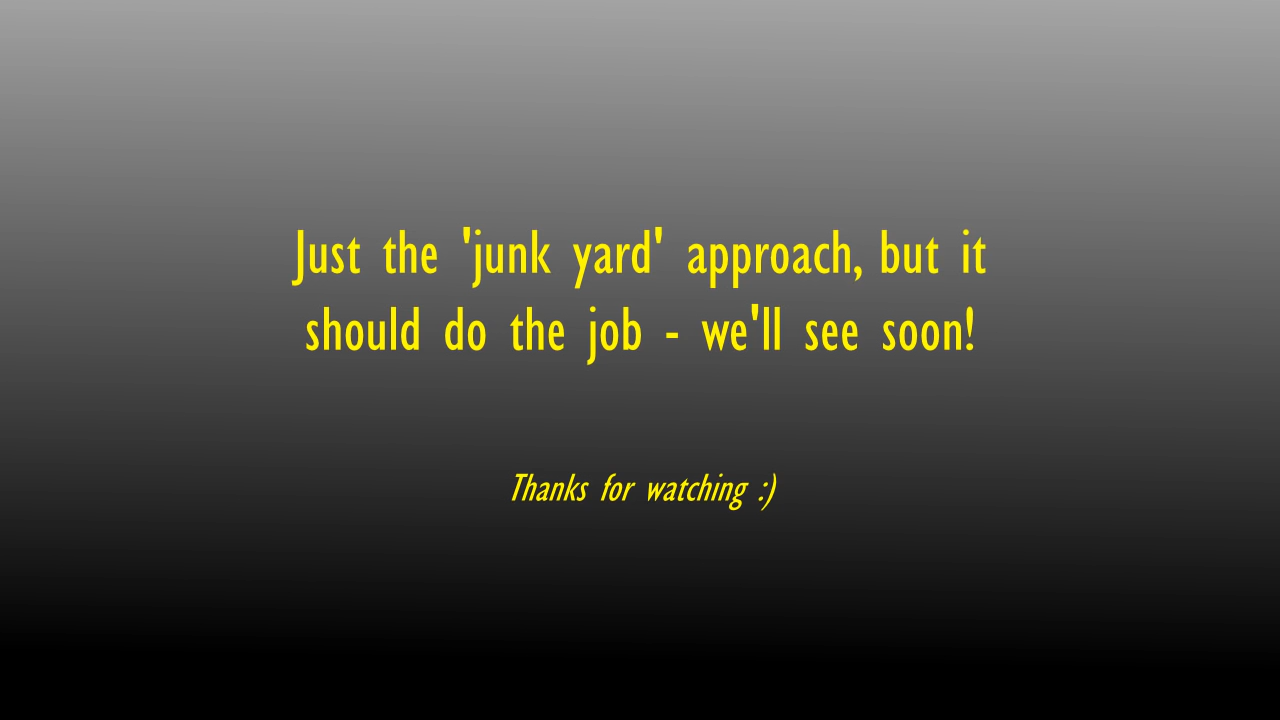 Just the 'junk yard' approach, but it
should do the job - we'll see soon!
Thanks for watching :)